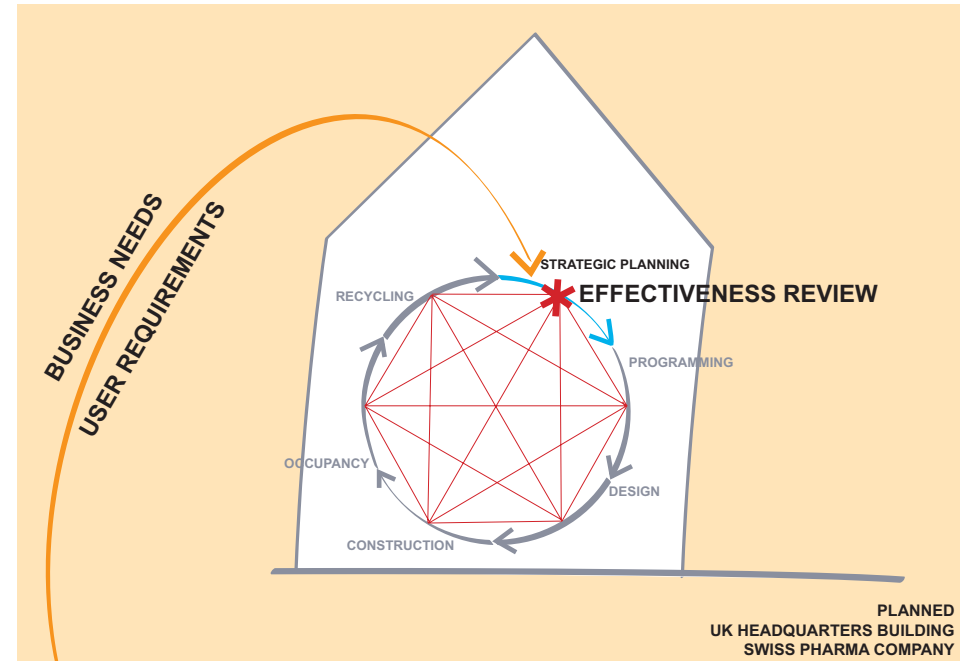 BUSINESS NEEDS
USER REQUIREMENTS
STRATEGIC PLANNING
EFFECTIVENESS REVIEW
RECYCLING
PROGRAMMING
OCCUPANCY
DESIGN
CONSTRUCTION
PLANNED
UK HEADQUARTERS BUILDING
SWISS PHARMA COMPANY